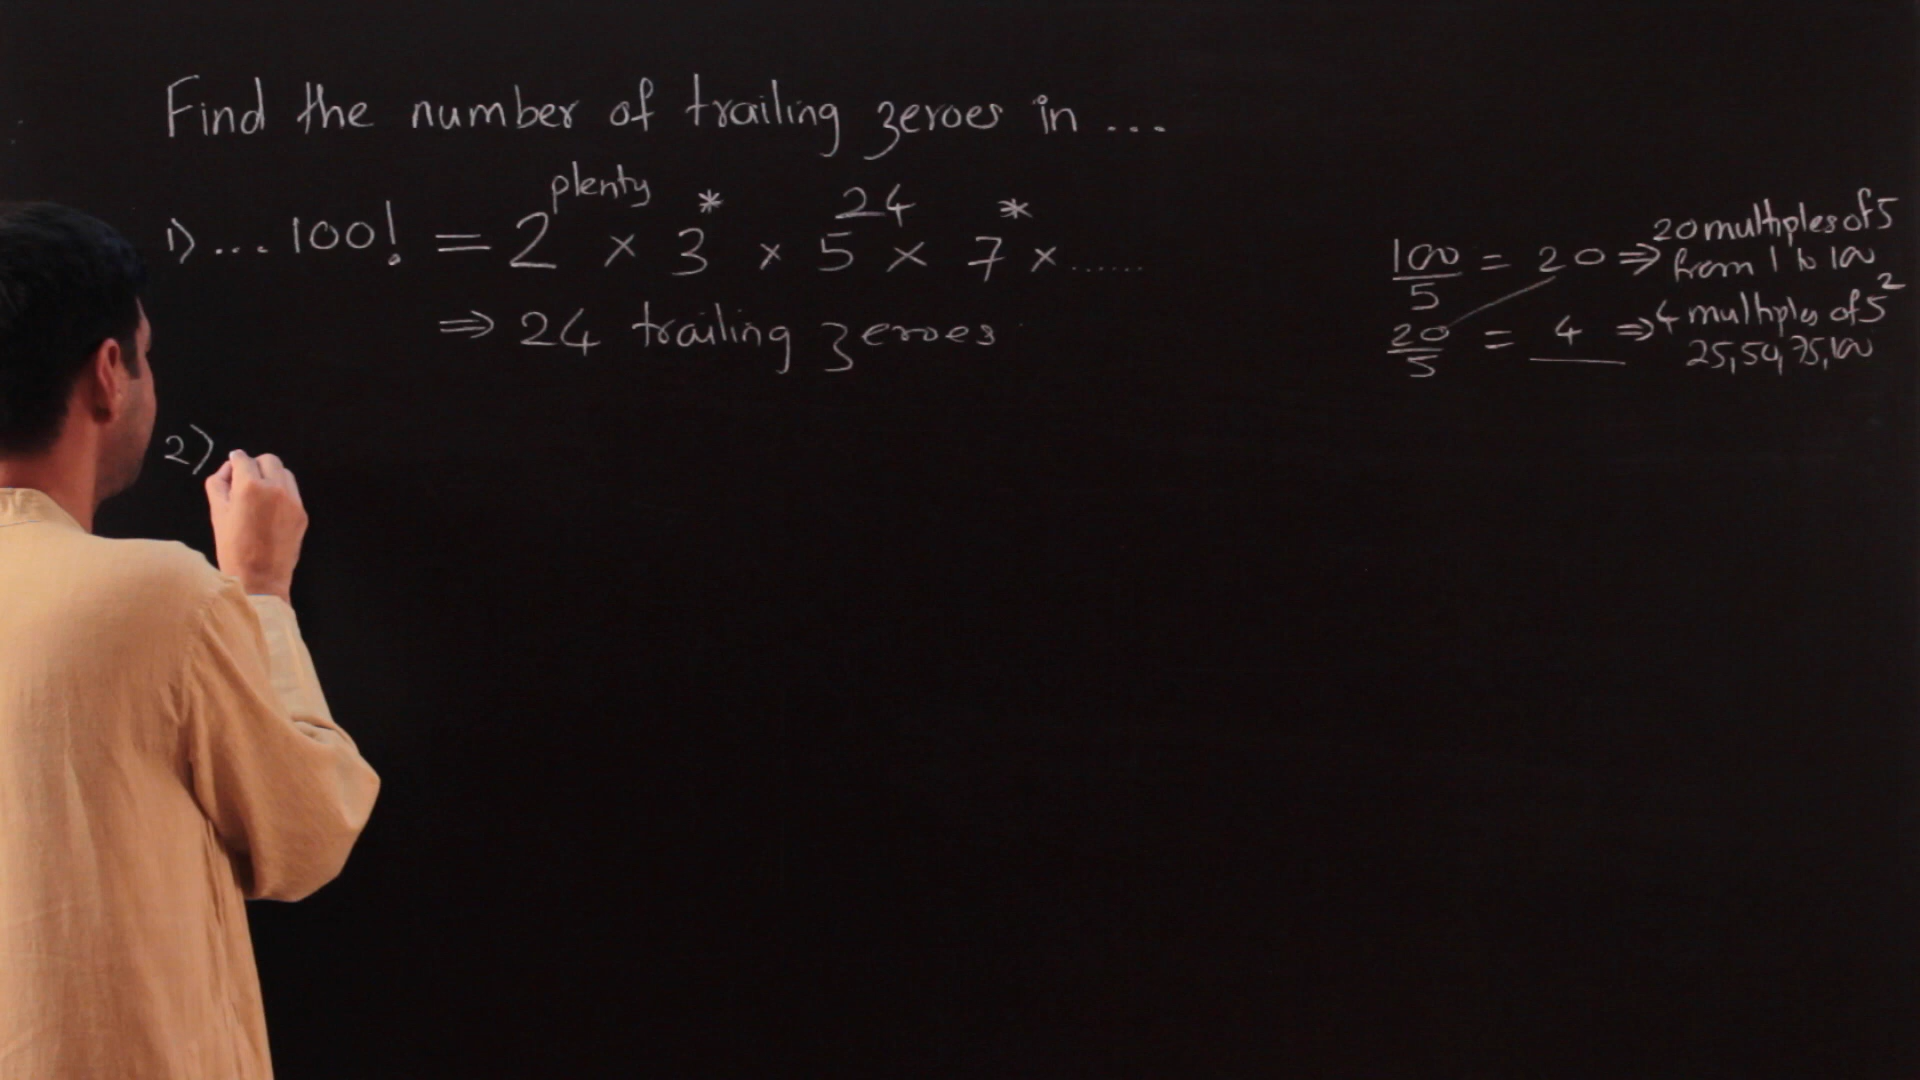 Find the number of trailing zeroes in ...
1) ... 100! = 2^plenty × 3^* × 5^24 × 7^* × ......
⇒ 24 trailing zeroes
100/5 = 20 ⇒ 20 multiples of 5
from 1 to 100
20/5 = 4 ⇒ 4 multiples of 5^2
25, 50, 75, 100
2)